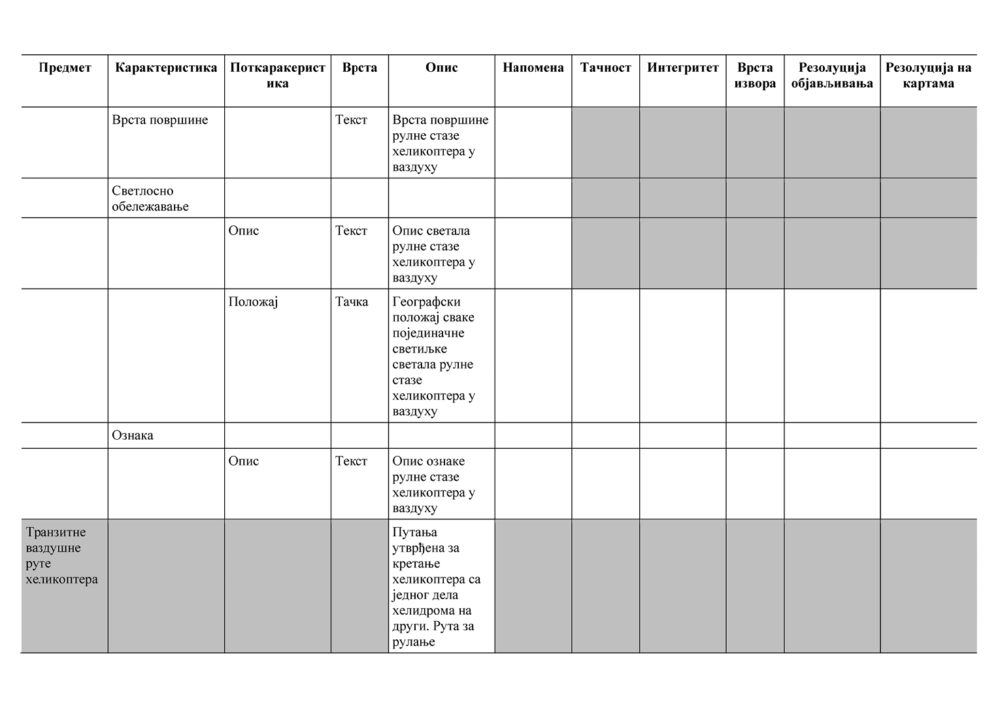 Предмет Карактеристика Поткаракерист Врста Опис Напомена Тачност Интегритет Врста Резолуција Резолуција на
ика извора објављивања картама
Врста површине Текст Врста површине
рулне стазе
хеликоптера у
ваздуху
Светлосно
обележавање
Опис Текст Опис светала
рулне стазе
хеликоптера у
ваздуху
Положај Тачка Географски
положај сваке
појединачне
светиљке
светала рулне
стазе
хеликоптера у
ваздуху
Ознака
Опис Текст Опис ознаке
рулне стазе
хеликоптера у
ваздуху
Транзитне Путања
ваздушне утврђена за
руте кретање
хеликоптера хеликоптера са
једног дела
хелидрома на
други. Рута за
рулање